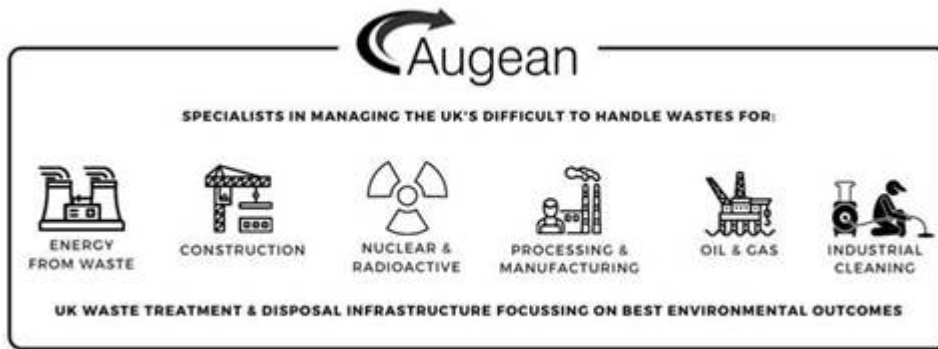 Augean
SPECIALISTS IN MANAGING THE UK'S DIFFICULT TO HANDLE WASTES FOR:
ENERGY
FROM WASTE
CONSTRUCTION
NUCLEAR &
RADIOACTIVE
PROCESSING &
MANUFACTURING
OIL & GAS
INDUSTRIAL
CLEANING
UK WASTE TREATMENT & DISPOSAL INFRASTRUCTURE FOCUSSING ON BEST ENVIRONMENTAL OUTCOMES